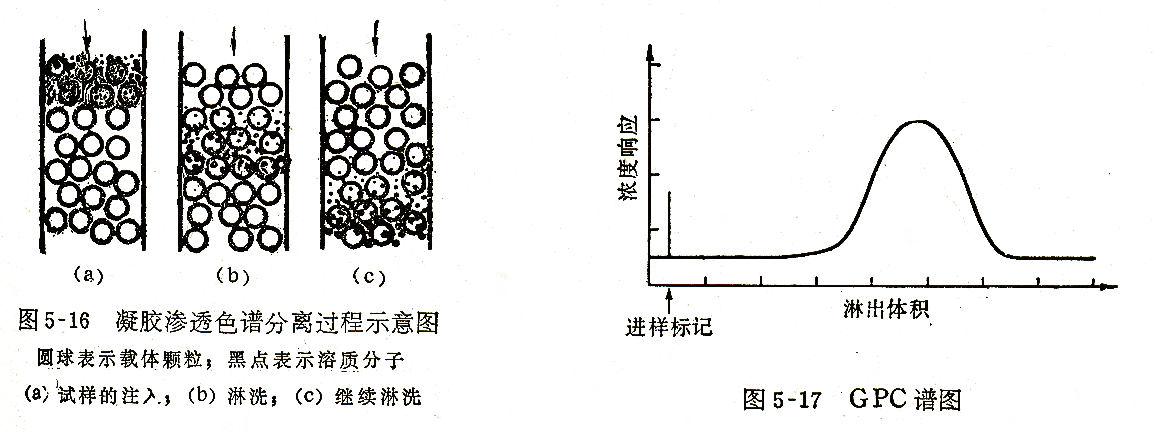 (a)
(b)
(c)
图5-16 凝胶渗透色谱分离过程示意图
圆球表示载体颗粒；黑点表示溶质分子
(a) 试样的注入；(b) 淋洗；(c) 继续淋洗
浓度响应
淋出体积
进样标记
图 5-17 GPC 谱图